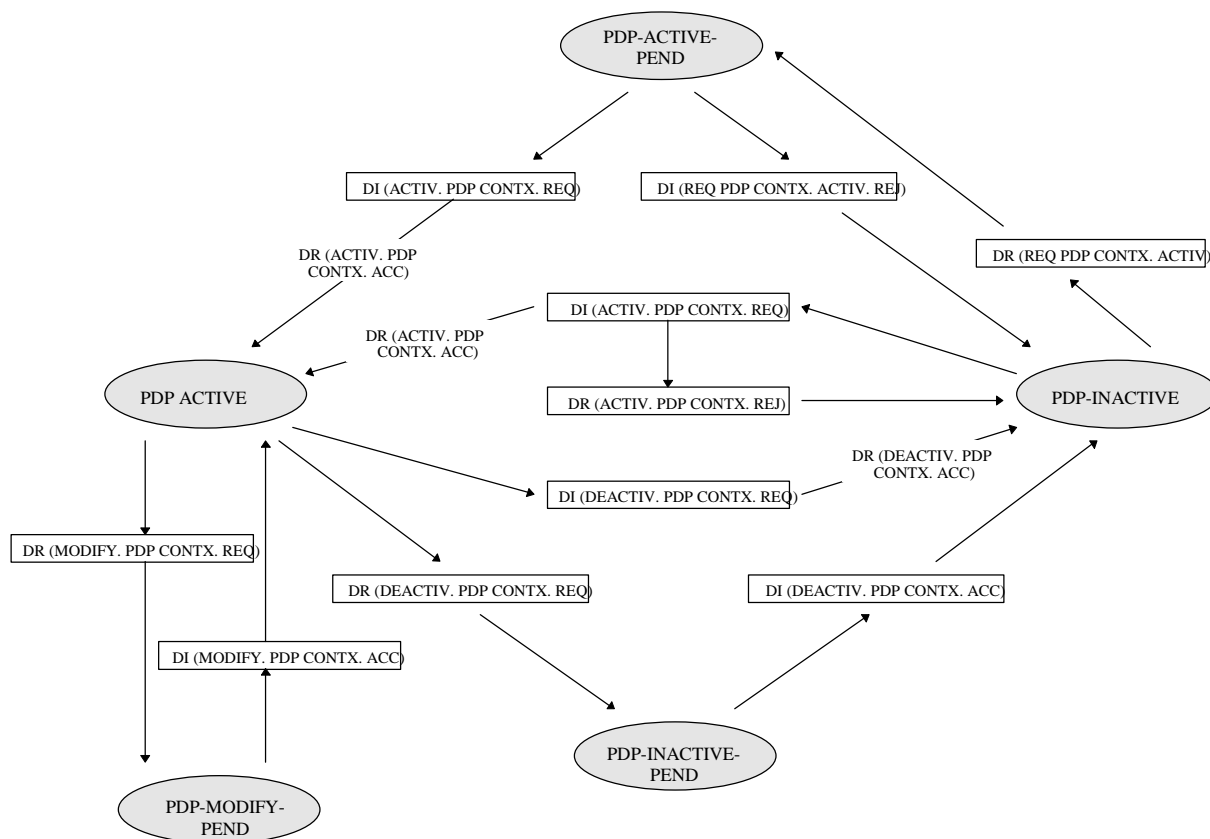 PDP-ACTIVE-
PEND
DI (ACTIV. PDP CONTX. REQ)
DI (REQ PDP CONTX. ACTIV. REJ)
DR (ACTIV. PDP
CONTX. ACC)
DR (REQ PDP CONTX. ACTIV)
DI (ACTIV. PDP CONTX. REQ)
DR (ACTIV. PDP
CONTX. ACC)
PDP ACTIVE
DR (ACTIV. PDP CONTX. REJ)
PDP-INACTIVE
DR (DEACTIV. PDP
CONTX. ACC)
DI (DEACTIV. PDP CONTX. REQ)
DR (MODIFY. PDP CONTX. REQ)
DR (DEACTIV. PDP CONTX. REQ)
DI (DEACTIV. PDP CONTX. ACC)
DI (MODIFY. PDP CONTX. ACC)
PDP-INACTIVE-
PEND
PDP-MODIFY-
PEND